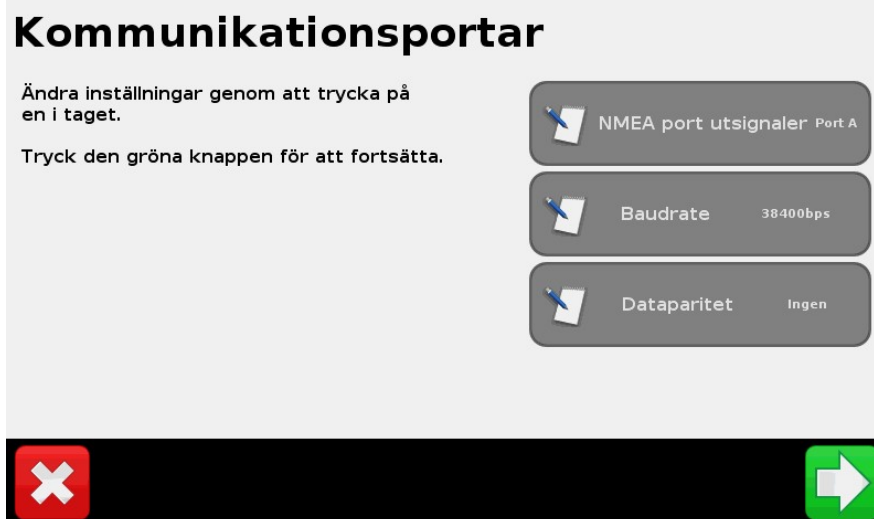 Kommunikationsportar
Ändra inställningar genom att trycka på
en i taget.
Tryck den gröna knappen för att fortsätta.
NMEA port utsignaler Port A
Baudrate 38400bps
Dataparitet Ingen